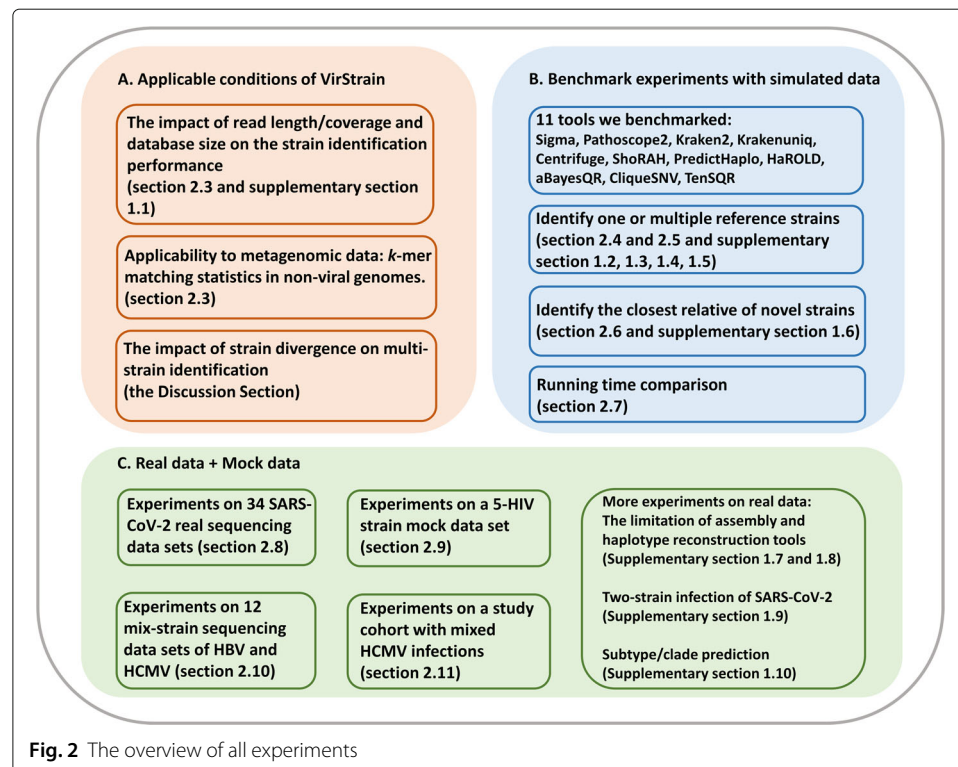 A. Applicable conditions of VirStrain
The impact of read length/coverage and
database size on the strain identification
performance
(section 2.3 and supplementary section
1.1)
Applicability to metagenomic data: k-mer
matching statistics in non-viral genomes.
(section 2.3)
The impact of strain divergence on multi-
strain identification
(the Discussion Section)
B. Benchmark experiments with simulated data
11 tools we benchmarked:
Sigma, Pathoscope2, Kraken2, Krakenuniq,
Centrifuge, ShoRAH, PredictHaplo, HaROLD,
aBayesQR, CliqueSNV, TenSQR
Identify one or multiple reference strains
(section 2.4 and 2.5 and supplementary
section 1.2, 1.3, 1.4, 1.5)
Identify the closest relative of novel strains
(section 2.6 and supplementary section 1.6)
Running time comparison
(section 2.7)
C. Real data + Mock data
Experiments on 34 SARS-
CoV-2 real sequencing
data sets (section 2.8)
Experiments on a 5-HIV
strain mock data set
(section 2.9)
Experiments on 12
mix-strain sequencing
data sets of HBV and
HCMV (section 2.10)
Experiments on a study
cohort with mixed
HCMV infections
(section 2.11)
More experiments on real data:
The limitation of assembly and
haplotype reconstruction tools
(Supplementary section 1.7 and 1.8)
Two-strain infection of SARS-CoV-2
(Supplementary section 1.9)
Subtype/clade prediction
(Supplementary section 1.10)
Fig. 2 The overview of all experiments